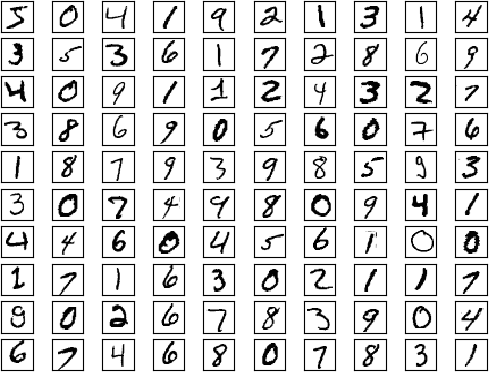 5 0 4 1 9 2 1 3 1 4
3 5 3 6 1 7 2 8 6 9
4 0 9 1 1 2 4 3 2 7
3 8 6 9 0 5 6 0 7 6
1 8 7 9 3 9 8 5 9 3
3 0 7 4 9 8 0 9 4 1
4 4 6 0 4 5 6 1 0 0
1 7 1 6 3 0 2 1 1 7
9 0 2 6 7 8 3 9 0 4
6 7 4 6 8 0 7 8 3 1